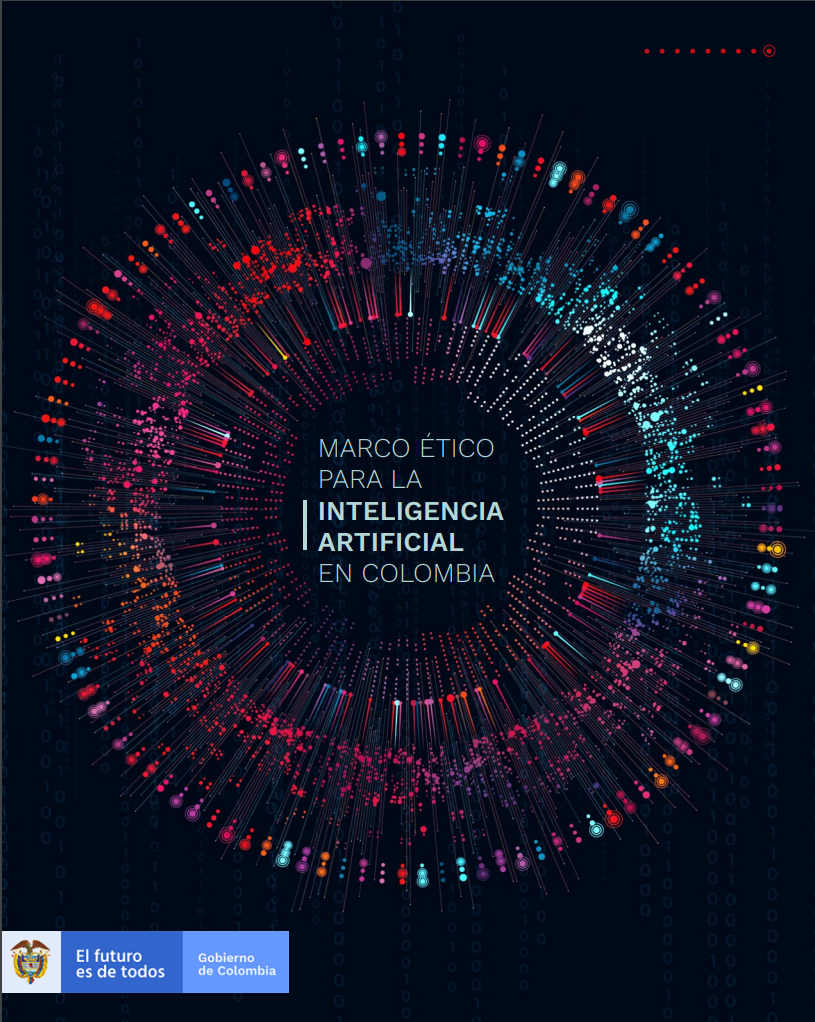 MARCO ÉTICO
PARA LA
INTELIGENCIA
ARTIFICIAL
EN COLOMBIA
El futuro
es de todos
Gobierno
de Colombia